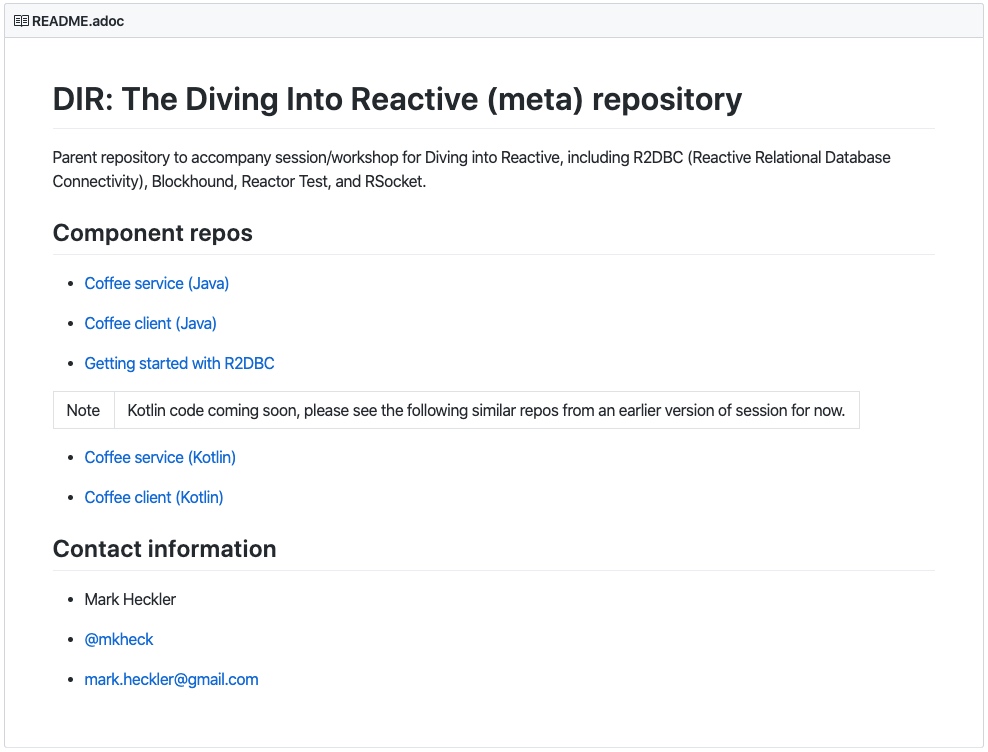 README.adoc
DIR: The Diving Into Reactive (meta) repository
Parent repository to accompany session/workshop for Diving into Reactive, including R2DBC (Reactive Relational Database
Connectivity), Blockhound, Reactor Test, and RSocket.
Component repos
• Coffee service (Java)
• Coffee client (Java)
• Getting started with R2DBC
Note Kotlin code coming soon, please see the following similar repos from an earlier version of session for now.
• Coffee service (Kotlin)
• Coffee client (Kotlin)
Contact information
• Mark Heckler
• @mkheck
• mark.heckler@gmail.com